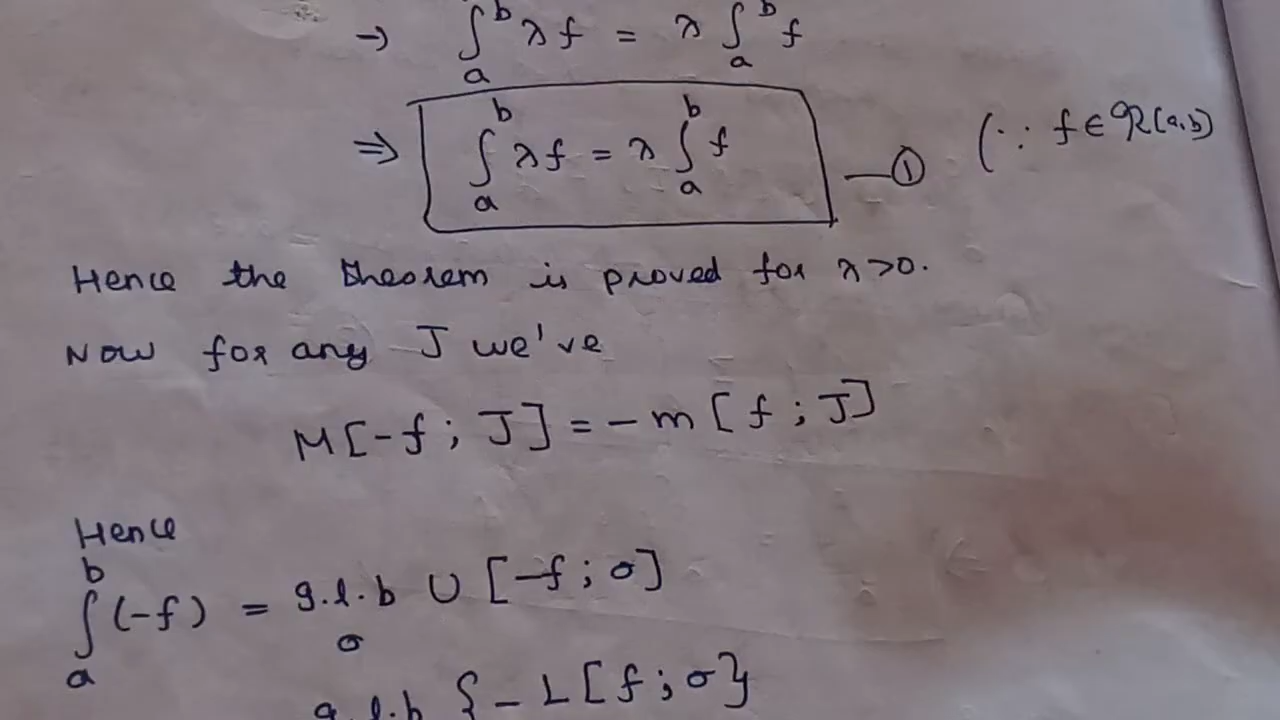 → ∫ₐᵇ λf = λ ∫ₐᵇ f
⇒ ∫ₐᵇ λf = λ ∫ₐᵇ f —① (∵ f ∈ ℛ[a,b]
Hence the theorem is proved for λ>0.
Now for any J we've
M[-f; J] = -m[f; J]
Hence
∫ₐᵇ (-f) = g.l.b U [-f; σ]
σ
g.l.b {-L[f; σ}